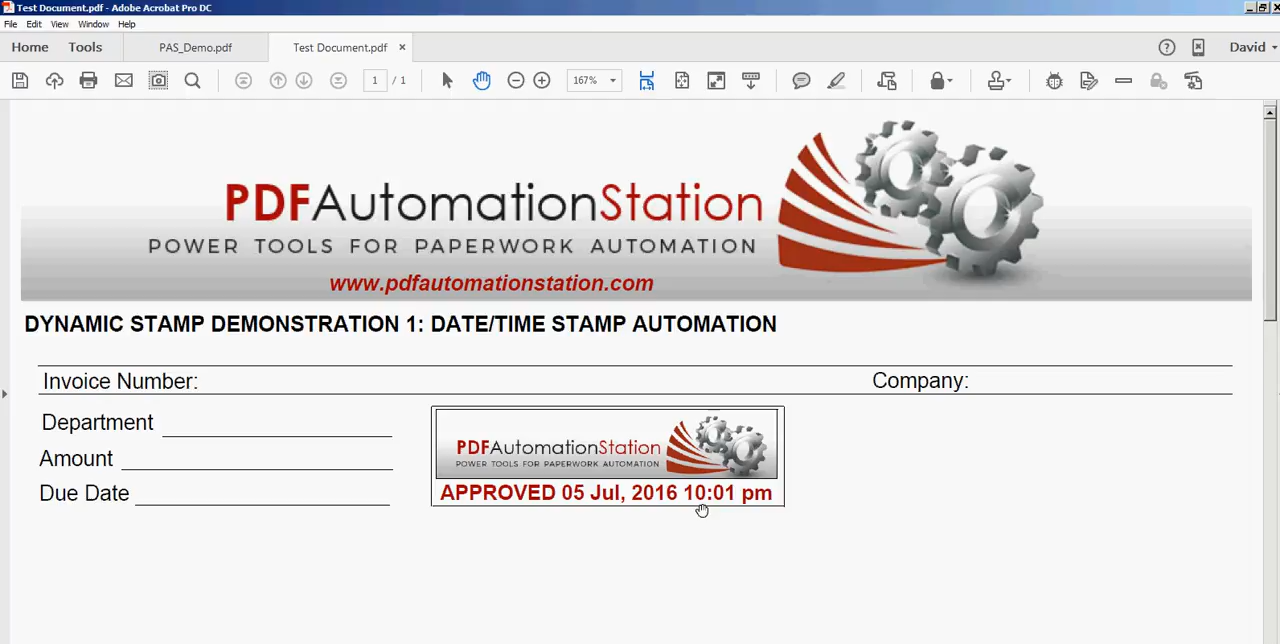 Test Document.pdf - Adobe Acrobat Pro DC
File Edit View Window Help
Home Tools PAS_Demo.pdf Test Document.pdf × David
1 / 1 167%
PDFAutomationStation
POWER TOOLS FOR PAPERWORK AUTOMATION
www.pdfautomationstation.com
DYNAMIC STAMP DEMONSTRATION 1: DATE/TIME STAMP AUTOMATION
Invoice Number: Company:
Department
Amount
Due Date
PDFAutomationStation
POWER TOOLS FOR PAPERWORK AUTOMATION
APPROVED 05 Jul, 2016 10:01 pm